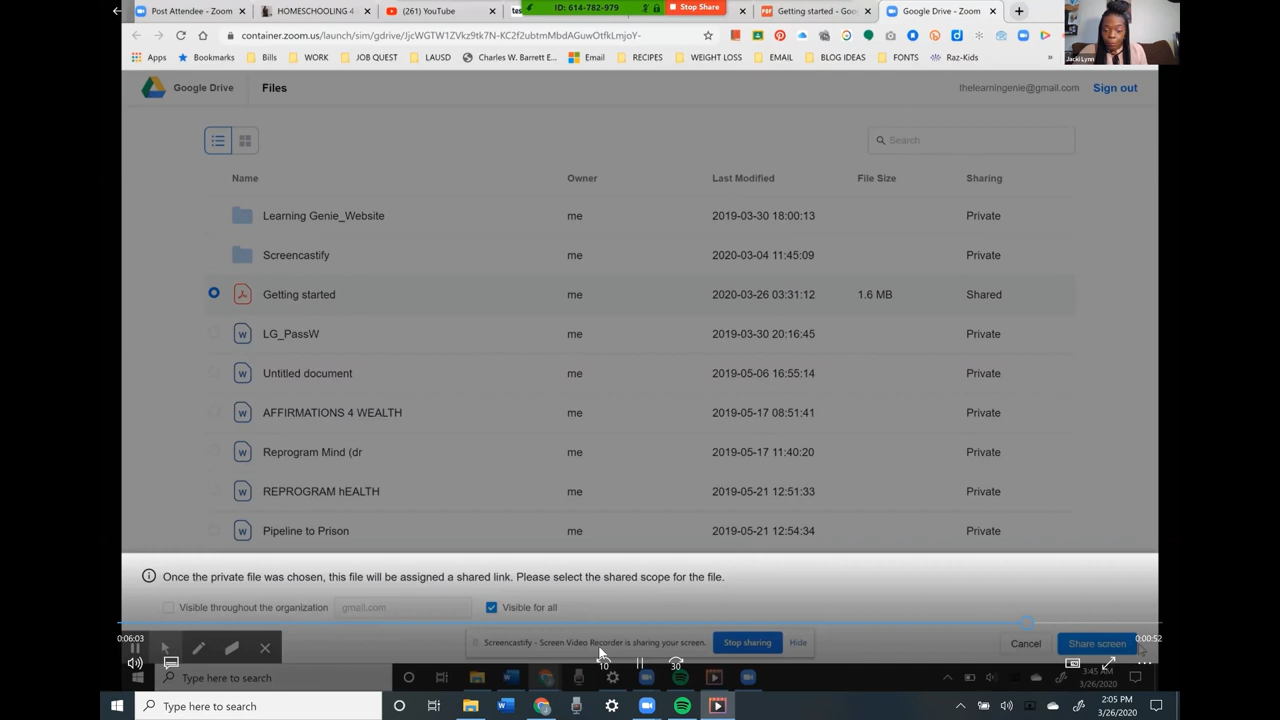 Post Attendee - Zoom
HOMESCHOOLING 4
(261) YouTube
ID: 614-782-979
Stop Share
Getting started - Goo
Google Drive - Zoom
container.zoom.us/launch/sim/gdrive/
Apps
Bookmarks
Bills
WORK
JOB QUEST
LAUSD
Charles W. Barrett E...
Email
RECIPES
WEIGHT LOSS
EMAIL
BLOG IDEAS
FONTS
Raz-Kids
»
Jacki Lynn
Google Drive
Files
thelearningenie@gmail.com
Sign out
Search
Name Owner Last Modified File Size Sharing
Learning Genie_Website me 2019-03-30 18:00:13 Private
Screencastify me 2020-03-04 11:45:09 Private
Getting started me 2020-03-26 03:31:12 1.6 MB Shared
LG_PassW me 2019-03-30 20:16:45 Private
Untitled document me 2019-05-06 16:55:14 Private
AFFIRMATIONS 4 WEALTH me 2019-05-17 08:51:41 Private
Reprogram Mind (dr me 2019-05-17 11:40:20 Private
REPROGRAM hEALTH me 2019-05-21 12:51:33 Private
Pipeline to Prison me 2019-05-21 12:54:34 Private
Once the private file was chosen, this file will be assigned a shared link. Please select the shared scope for the file.
Visible throughout the organization
gmail.com
Visible for all
0:06:03
0:00:52
Screencastify - Screen Video Recorder is sharing your screen.
Stop sharing
Hide
Cancel
Share screen
10
30
Type here to search
3:45 AM
3/26/2020
Type here to search
2:05 PM
3/26/2020